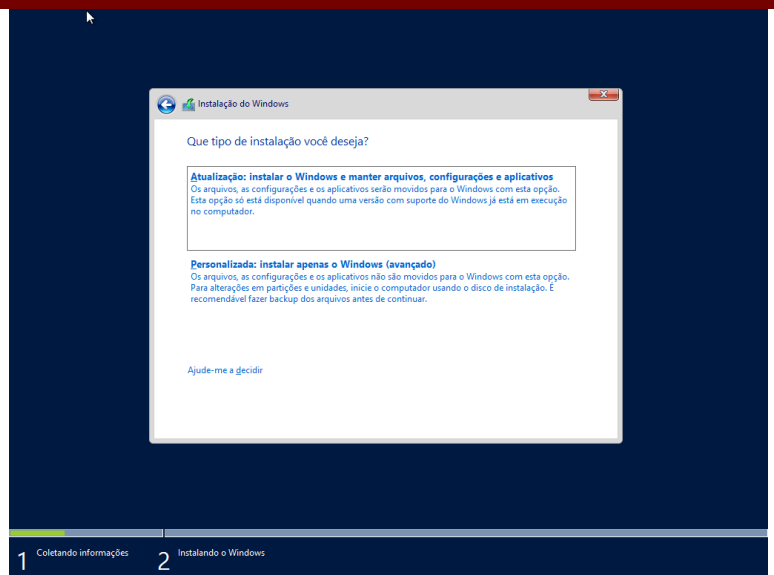 Instalação do Windows
Que tipo de instalação você deseja?
Atualização: instalar o Windows e manter arquivos, configurações e aplicativos
Os arquivos, as configurações e os aplicativos serão movidos para o Windows com esta opção.
Esta opção só está disponível quando uma versão com suporte do Windows já está em execução
no computador.
Personalizada: instalar apenas o Windows (avançado)
Os arquivos, as configurações e os aplicativos não são movidos para o Windows com esta opção.
Para alterações em partições e unidades, inicie o computador usando o disco de instalação. É
recomendável fazer backup dos arquivos antes de continuar.
Ajude-me a decidir
1 Coletando informações 2 Instalando o Windows